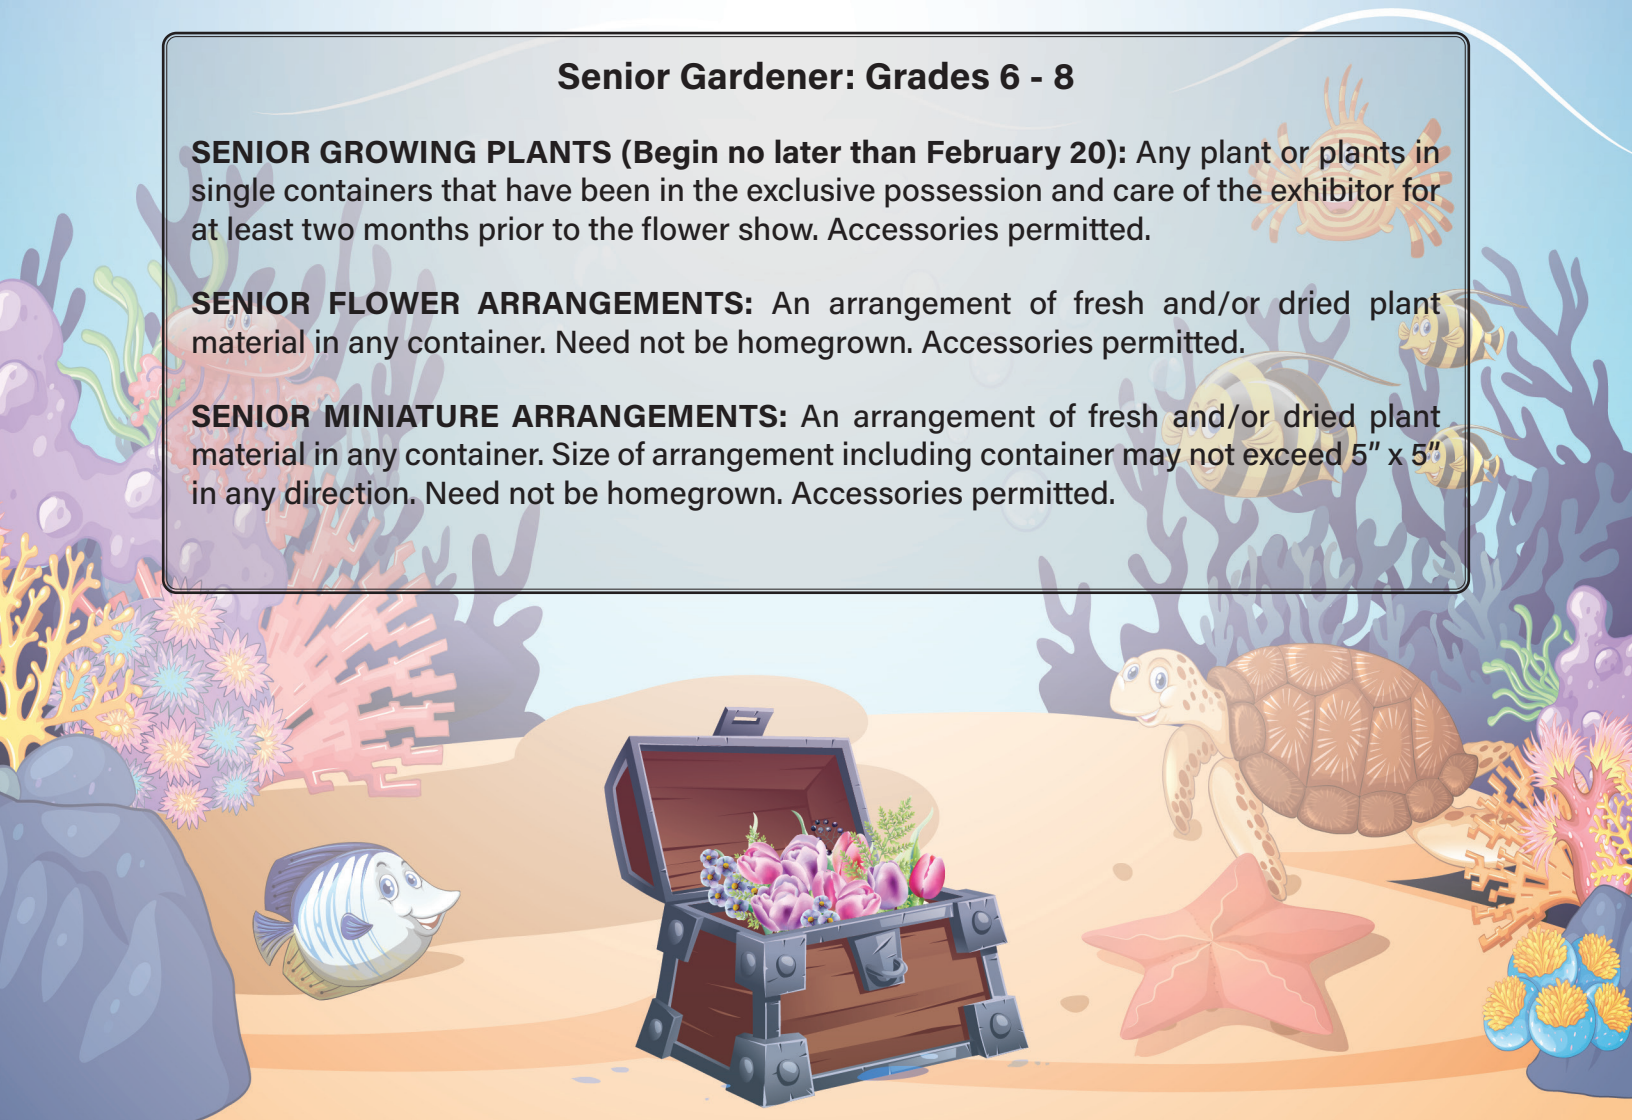 Senior Gardener: Grades 6 - 8
SENIOR GROWING PLANTS (Begin no later than February 20): Any plant or plants in
single containers that have been in the exclusive possession and care of the exhibitor for
at least two months prior to the flower show. Accessories permitted.
SENIOR FLOWER ARRANGEMENTS: An arrangement of fresh and/or dried plant
material in any container. Need not be homegrown. Accessories permitted.
SENIOR MINIATURE ARRANGEMENTS: An arrangement of fresh and/or dried plant
material in any container. Size of arrangement including container may not exceed 5” x 5”
in any direction. Need not be homegrown. Accessories permitted.